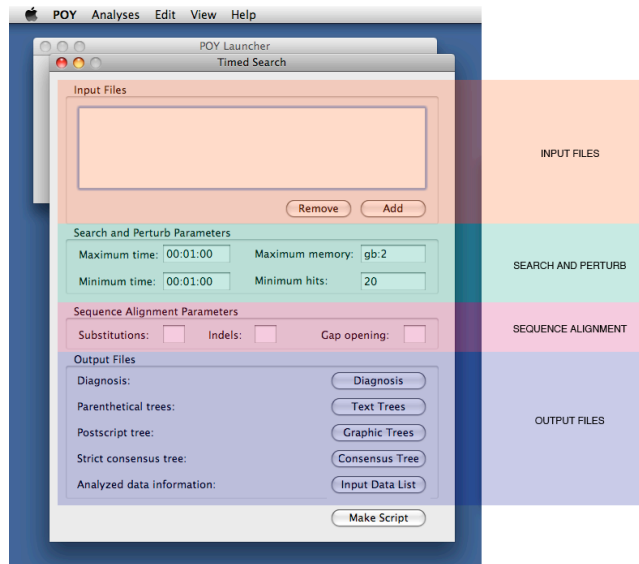 POY Analyses Edit View Help
POY Launcher
Timed Search
Input Files
INPUT FILES
Remove Add
Search and Perturb Parameters
Maximum time: 00:01:00 Maximum memory: gb:2
SEARCH AND PERTURB
Minimum time: 00:01:00 Minimum hits: 20
Sequence Alignment Parameters
SEQUENCE ALIGNMENT
Substitutions: Indels: Gap opening:
Output Files
Diagnosis: Diagnosis
Parenthetical trees: Text Trees
OUTPUT FILES
Postscript tree: Graphic Trees
Strict consensus tree: Consensus Tree
Analyzed data information: Input Data List
Make Script